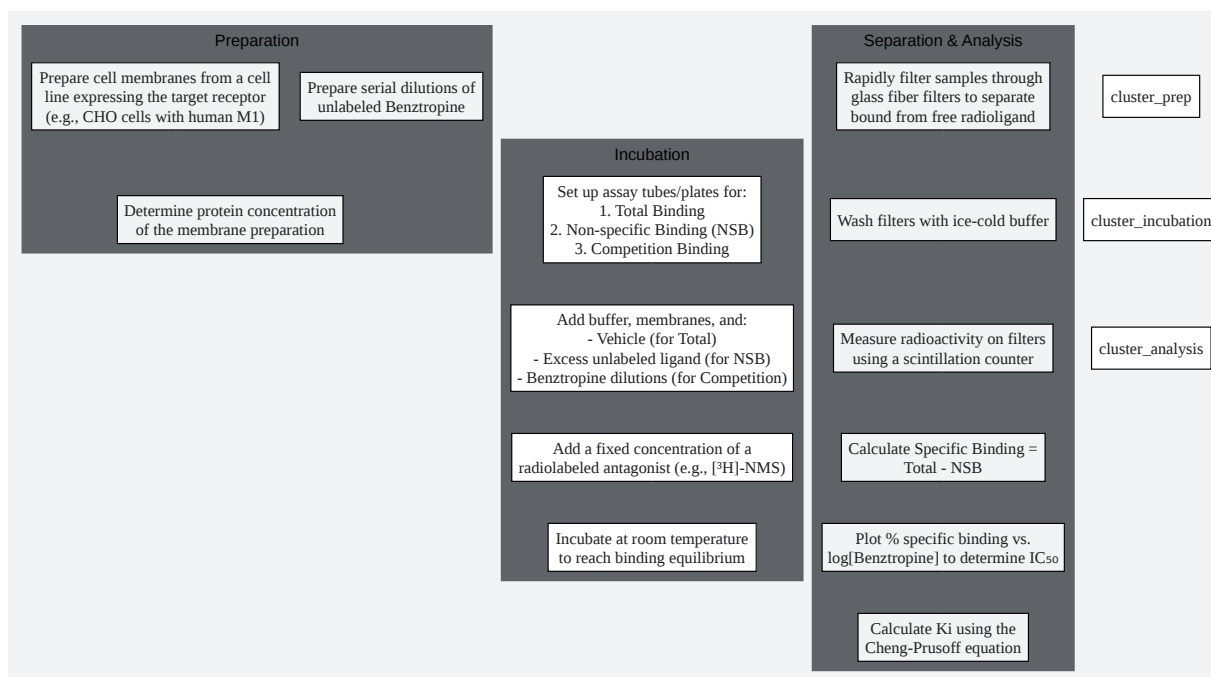 Preparation
Prepare cell membranes from a cell
line expressing the target receptor
(e.g., CHO cells with human M1)
Prepare serial dilutions of
unlabeled Benztropine
Determine protein concentration
of the membrane preparation
Incubation
Set up assay tubes/plates for:
1. Total Binding
2. Non-specific Binding (NSB)
3. Competition Binding
Add buffer, membranes, and:
- Vehicle (for Total)
- Excess unlabeled ligand (for NSB)
- Benztropine dilutions (for Competition)
Add a fixed concentration of a
radiolabeled antagonist (e.g., [³H]-NMS)
Incubate at room temperature
to reach binding equilibrium
Separation & Analysis
Rapidly filter samples through
glass fiber filters to separate
bound from free radioligand
Wash filters with ice-cold buffer
Measure radioactivity on filters
using a scintillation counter
Calculate Specific Binding =
Total - NSB
Plot % specific binding vs.
log[Benztropine] to determine IC₅₀
Calculate Ki using the
Cheng-Prusoff equation
cluster_prep
cluster_incubation
cluster_analysis